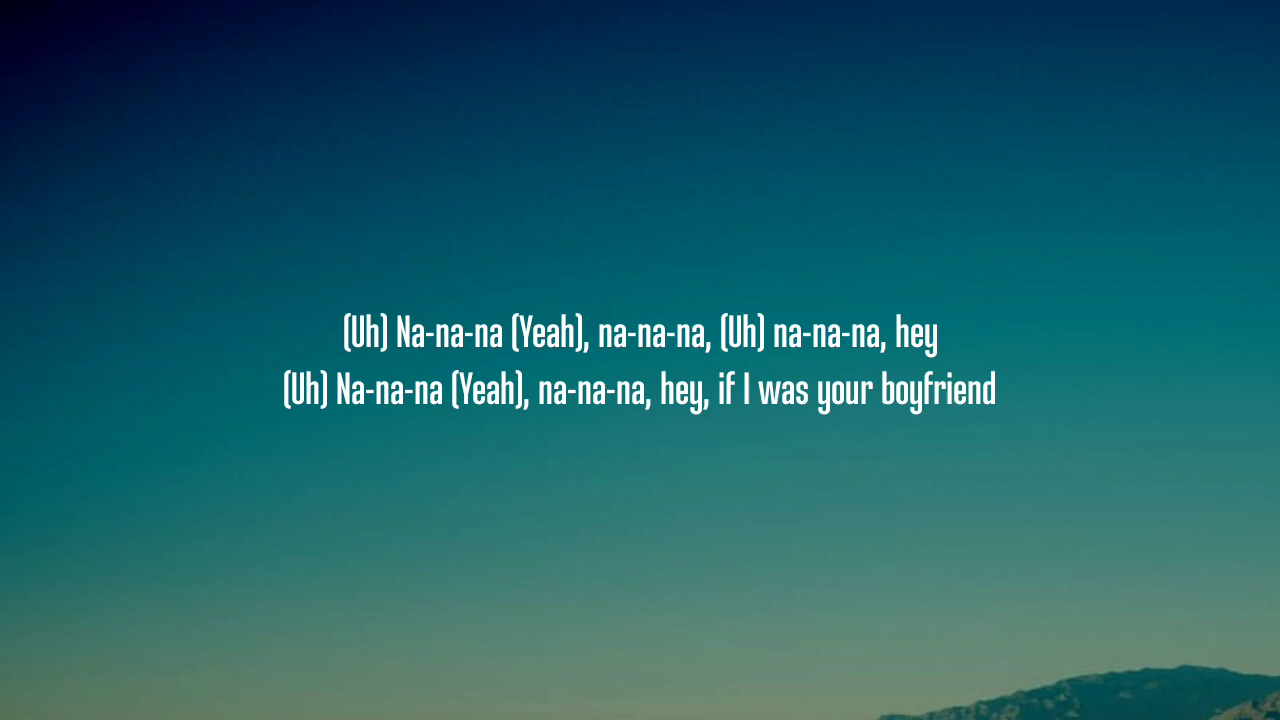 (Uh) Na-na-na (Yeah), na-na-na, (Uh) na-na-na, hey
(Uh) Na-na-na (Yeah), na-na-na, hey, if I was your boyfriend